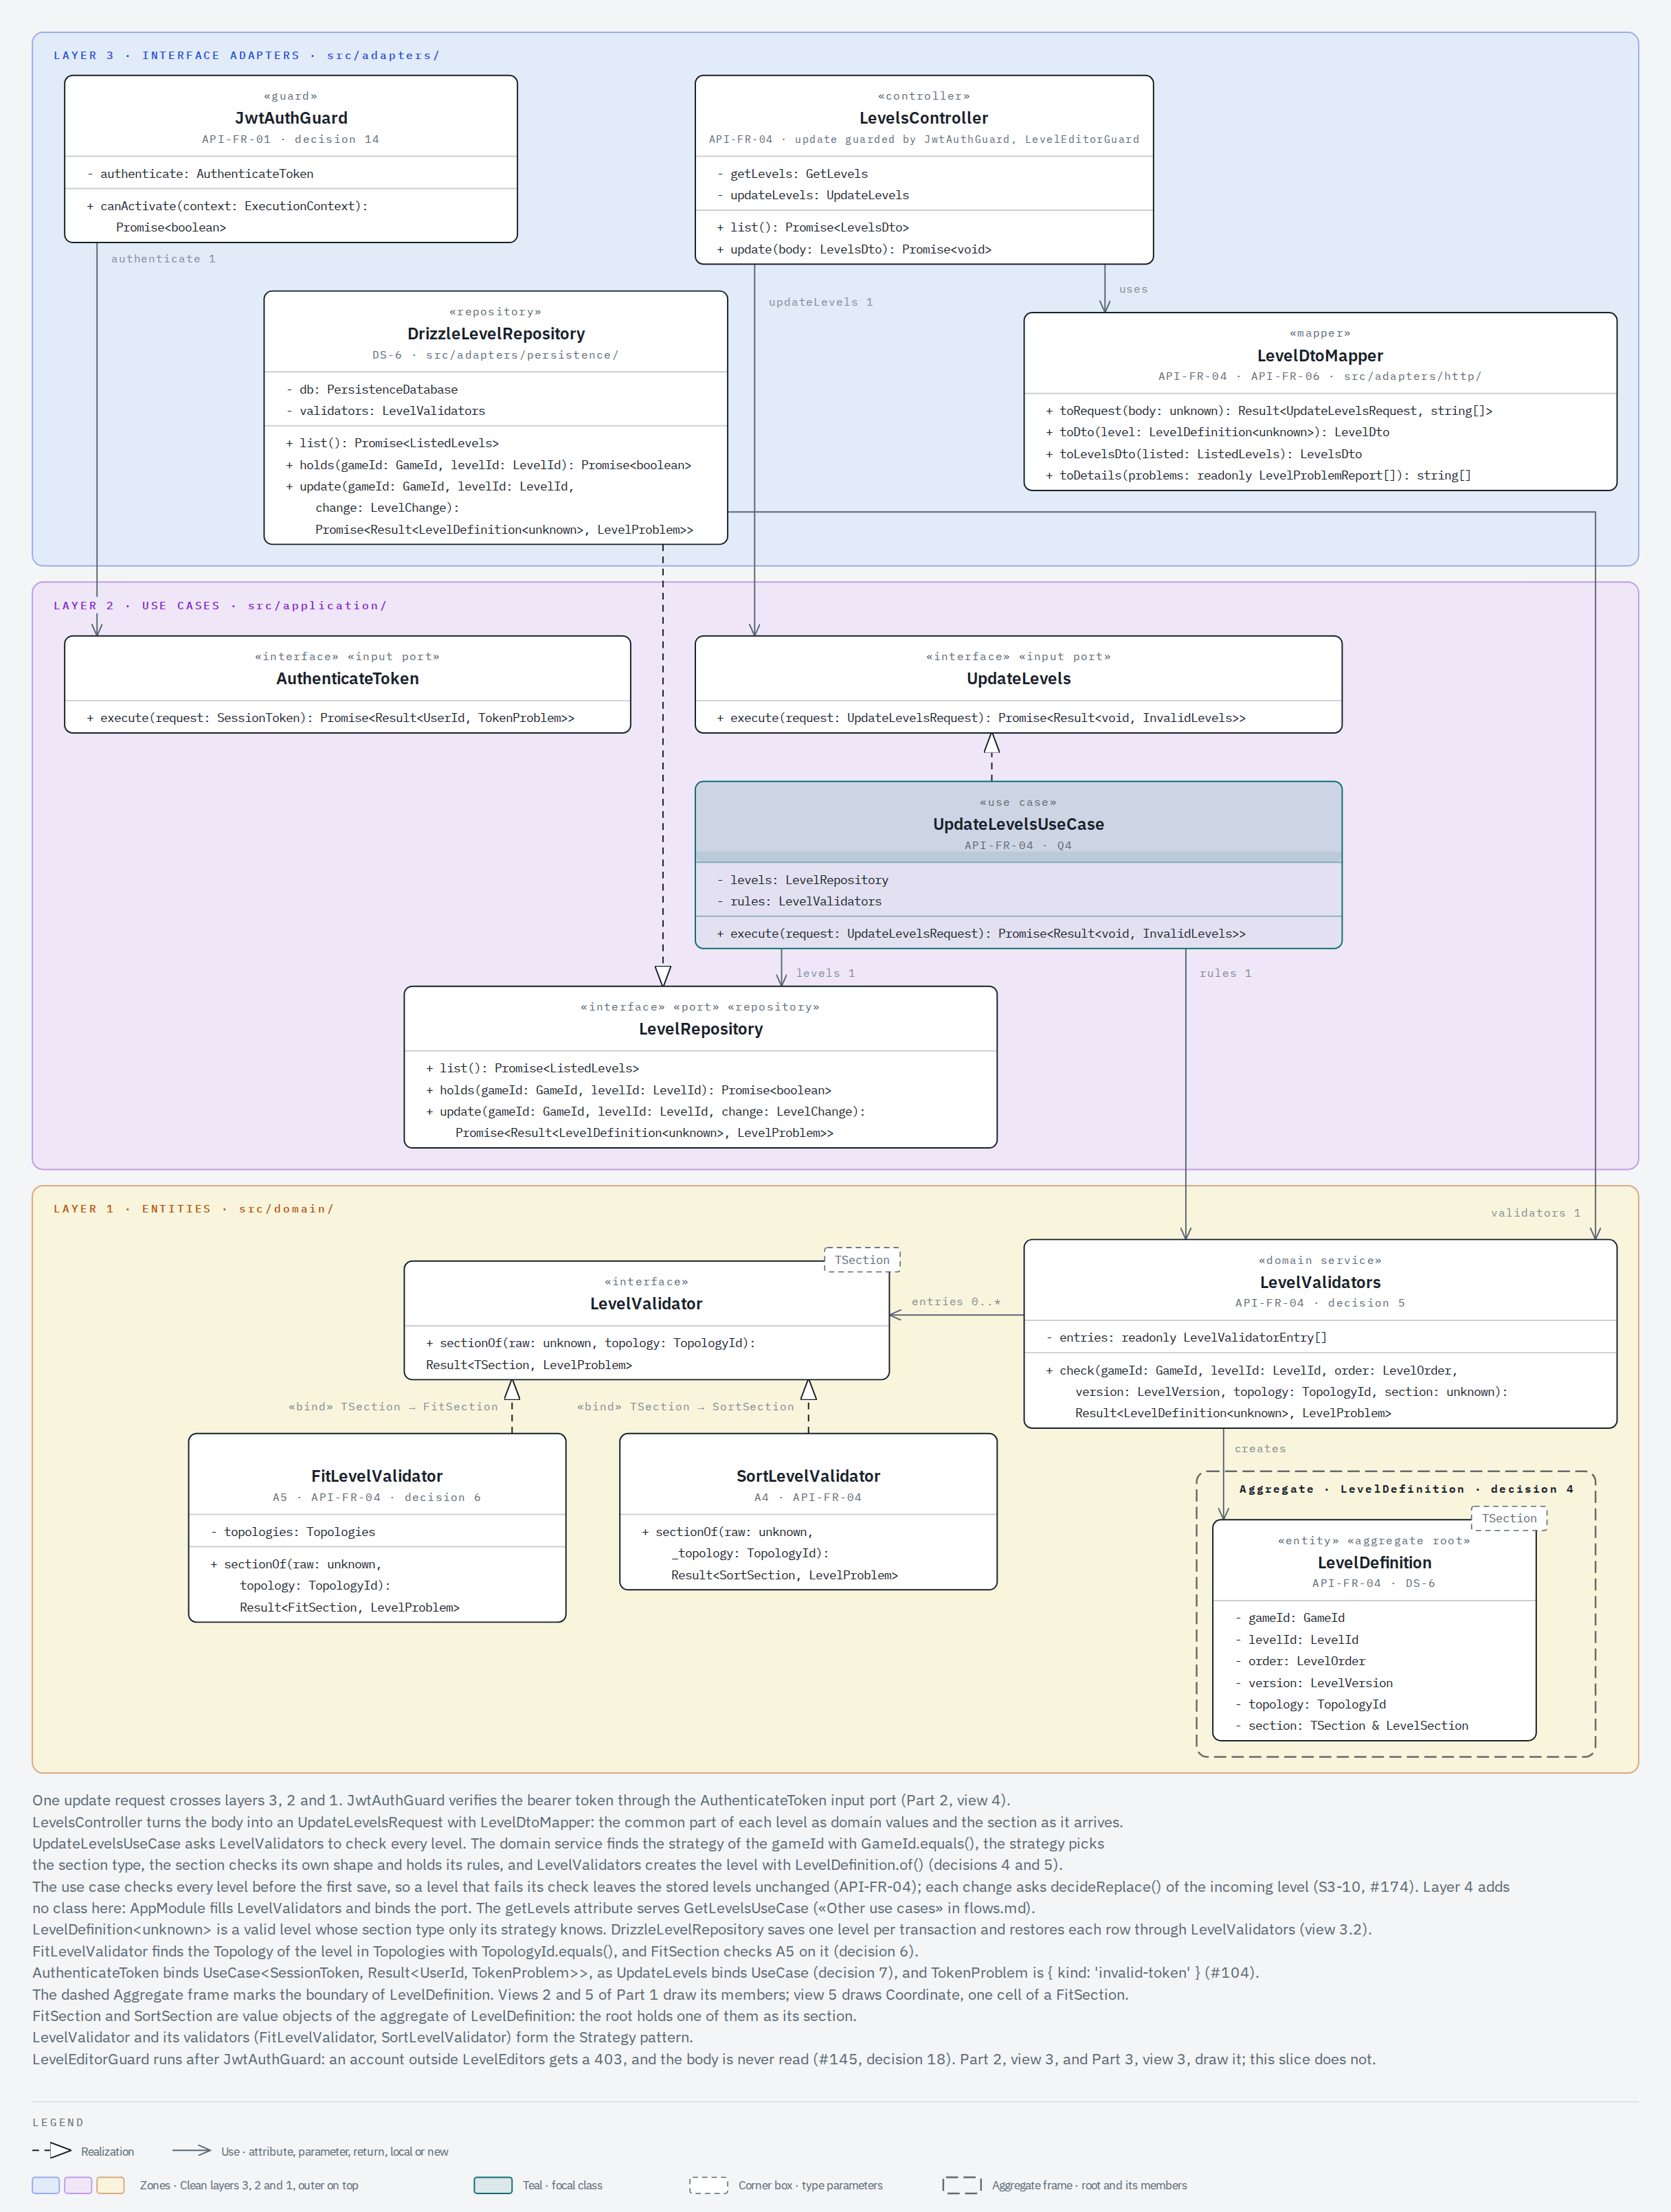 LAYER 3 · INTERFACE ADAPTERS · src/adapters/
«guard»
JwtAuthGuard
API-FR-01 · decision 14
- authenticate: AuthenticateToken
+ canActivate(context: ExecutionContext):
Promise<boolean>
authenticate 1
«controller»
LevelsController
API-FR-04 · update guarded by JwtAuthGuard, LevelEditorGuard
- getLevels: GetLevels
- updateLevels: UpdateLevels
+ list(): Promise<LevelsDto>
+ update(body: LevelsDto): Promise<void>
updateLevels 1
uses
«repository»
DrizzleLevelRepository
DS-6 · src/adapters/persistence/
- db: PersistenceDatabase
- validators: LevelValidators
+ list(): Promise<ListedLevels>
+ holds(gameId: GameId, levelId: LevelId): Promise<boolean>
+ update(gameId: GameId, levelId: LevelId,
change: LevelChange):
Promise<Result<LevelDefinition<unknown>, LevelProblem>>
«mapper»
LevelDtoMapper
API-FR-04 · API-FR-06 · src/adapters/http/
+ toRequest(body: unknown): Result<UpdateLevelsRequest, string[]>
+ toDto(level: LevelDefinition<unknown>): LevelDto
+ toLevelsDto(listed: ListedLevels): LevelsDto
+ toDetails(problems: readonly LevelProblemReport[]): string[]
LAYER 2 · USE CASES · src/application/
«interface» «input port»
AuthenticateToken
+ execute(request: SessionToken): Promise<Result<UserId, TokenProblem>>
«interface» «input port»
UpdateLevels
+ execute(request: UpdateLevelsRequest): Promise<Result<void, InvalidLevels>>
«use case»
UpdateLevelsUseCase
API-FR-04 · Q4
- levels: LevelRepository
- rules: LevelValidators
+ execute(request: UpdateLevelsRequest): Promise<Result<void, InvalidLevels>>
levels 1
rules 1
«interface» «port» «repository»
LevelRepository
+ list(): Promise<ListedLevels>
+ holds(gameId: GameId, levelId: LevelId): Promise<boolean>
+ update(gameId: GameId, levelId: LevelId, change: LevelChange):
Promise<Result<LevelDefinition<unknown>, LevelProblem>>
LAYER 1 · ENTITIES · src/domain/
validators 1
TSection
«interface»
LevelValidator
+ sectionOf(raw: unknown, topology: TopologyId):
Result<TSection, LevelProblem>
entries 0..*
«domain service»
LevelValidators
API-FR-04 · decision 5
- entries: readonly LevelValidatorEntry[]
+ check(gameId: GameId, levelId: LevelId, order: LevelOrder,
version: LevelVersion, topology: TopologyId, section: unknown):
Result<LevelDefinition<unknown>, LevelProblem>
«bind» TSection → FitSection
«bind» TSection → SortSection
FitLevelValidator
A5 · API-FR-04 · decision 6
- topologies: Topologies
+ sectionOf(raw: unknown,
topology: TopologyId):
Result<FitSection, LevelProblem>
SortLevelValidator
A4 · API-FR-04
+ sectionOf(raw: unknown,
_topology: TopologyId):
Result<SortSection, LevelProblem>
creates
Aggregate · LevelDefinition · decision 4
TSection
«entity» «aggregate root»
LevelDefinition
API-FR-04 · DS-6
- gameId: GameId
- levelId: LevelId
- order: LevelOrder
- version: LevelVersion
- topology: TopologyId
- section: TSection & LevelSection
One update request crosses layers 3, 2 and 1. JwtAuthGuard verifies the bearer token through the AuthenticateToken input port (Part 2, view 4).
LevelsController turns the body into an UpdateLevelsRequest with LevelDtoMapper: the common part of each level as domain values and the section as it arrives.
UpdateLevelsUseCase asks LevelValidators to check every level. The domain service finds the strategy of the gameId with GameId.equals(), the strategy picks
the section type, the section checks its own shape and holds its rules, and LevelValidators creates the level with LevelDefinition.of() (decisions 4 and 5).
The use case checks every level before the first save, so a level that fails its check leaves the stored levels unchanged (API-FR-04); each change asks decideReplace() of the incoming level (S3-10, #174). Layer 4 adds
no class here: AppModule fills LevelValidators and binds the port. The getLevels attribute serves GetLevelsUseCase («Other use cases» in flows.md).
LevelDefinition<unknown> is a valid level whose section type only its strategy knows. DrizzleLevelRepository saves one level per transaction and restores each row through LevelValidators (view 3.2).
FitLevelValidator finds the Topology of the level in Topologies with TopologyId.equals(), and FitSection checks A5 on it (decision 6).
AuthenticateToken binds UseCase<SessionToken, Result<UserId, TokenProblem>>, as UpdateLevels binds UseCase (decision 7), and TokenProblem is { kind: 'invalid-token' } (#104).
The dashed Aggregate frame marks the boundary of LevelDefinition. Views 2 and 5 of Part 1 draw its members; view 5 draws Coordinate, one cell of a FitSection.
FitSection and SortSection are value objects of the aggregate of LevelDefinition: the root holds one of them as its section.
LevelValidator and its validators (FitLevelValidator, SortLevelValidator) form the Strategy pattern.
LevelEditorGuard runs after JwtAuthGuard: an account outside LevelEditors gets a 403, and the body is never read (#145, decision 18). Part 2, view 3, and Part 3, view 3, draw it; this slice does not.
LEGEND
Realization
Use · attribute, parameter, return, local or new
Zones · Clean layers 3, 2 and 1, outer on top
Teal · focal class
Corner box · type parameters
Aggregate frame · root and its members